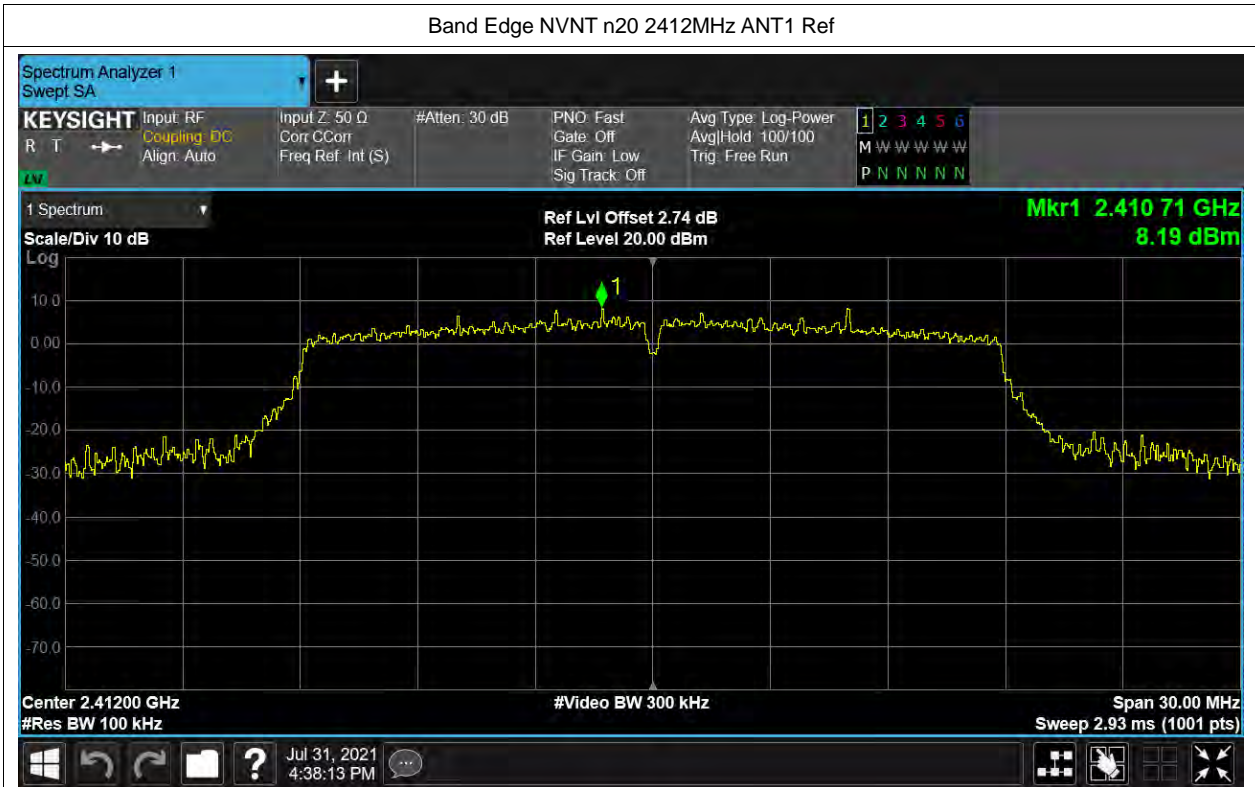 Band Edge NVNT n20 2412MHz ANT1 Ref
Spectrum Analyzer 1
Swept SA
+
KEYSIGHT
R T
LXI
Input: RF
Coupling: DC
Align: Auto
Input Z: 50 Ω
Corr CCorr
Freq Ref: Int (S)
#Atten: 30 dB
PNO: Fast
Gate: Off
IF Gain: Low
Sig Track: Off
Avg Type: Log-Power
Avg|Hold: 100/100
Trig: Free Run
1 2 3 4 5 6
M W W W W W
P N N N N N
1 Spectrum
Scale/Div 10 dB
Ref Lvl Offset 2.74 dB
Ref Level 20.00 dBm
Mkr1 2.410 71 GHz
8.19 dBm
Log
1
10.0
0.00
-10.0
-20.0
-30.0
-40.0
-50.0
-60.0
-70.0
Center 2.41200 GHz
#Res BW 100 kHz
#Video BW 300 kHz
Span 30.00 MHz
Sweep 2.93 ms (1001 pts)
?
Jul 31, 2021
4:38:13 PM